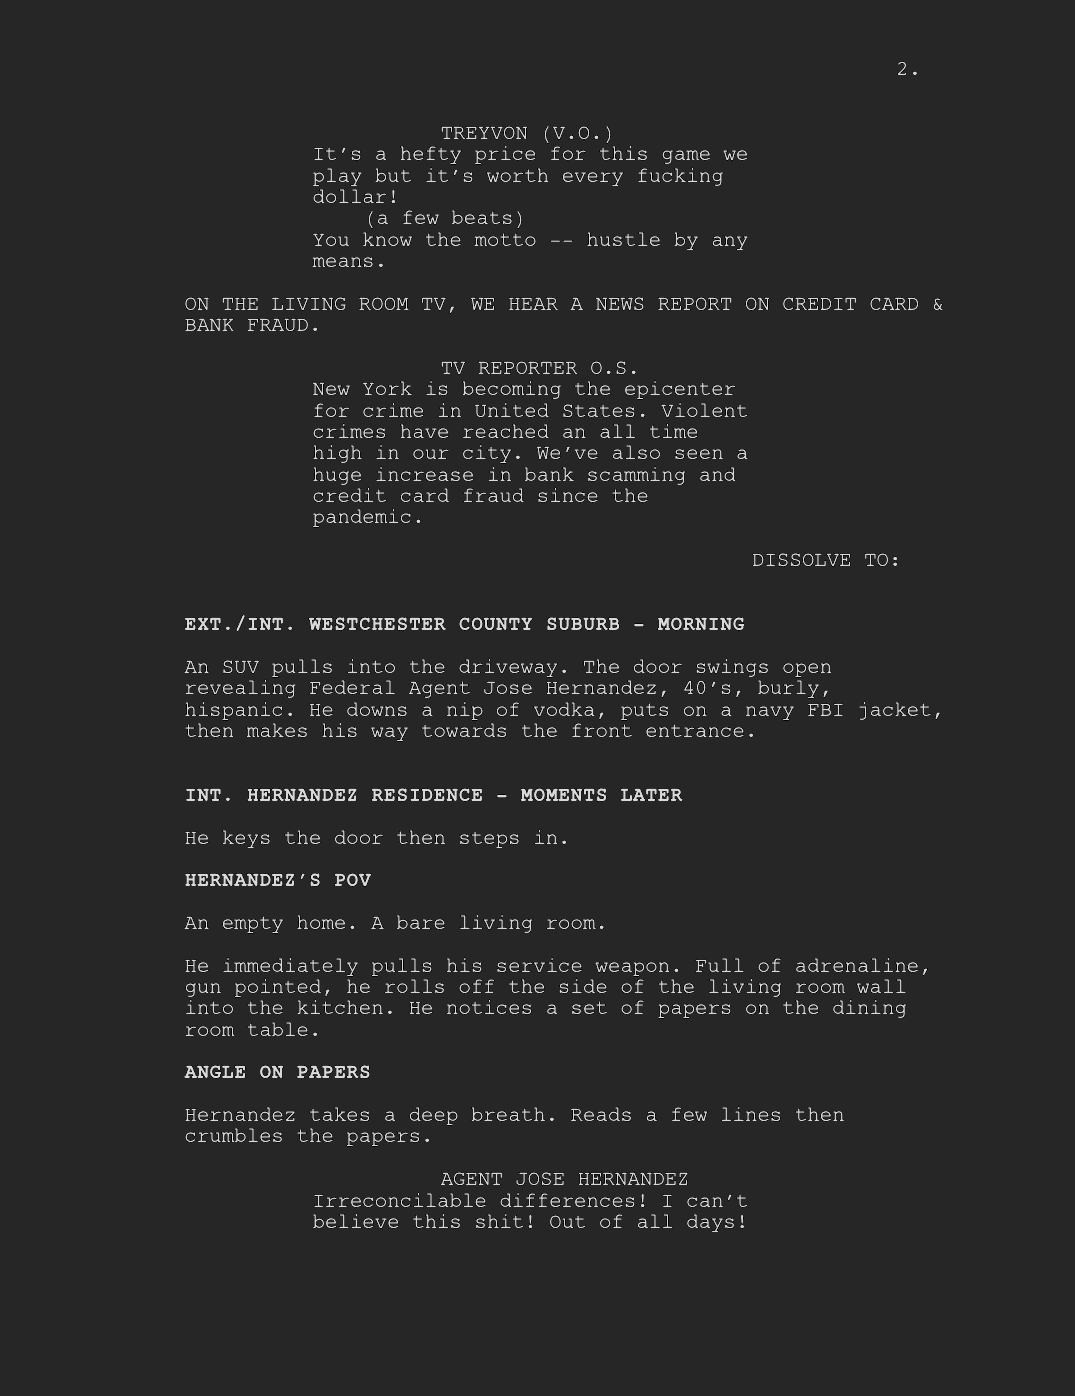 2.
TREYVON (V.O.)
It's a hefty price for this game we
play but it's worth every fucking
dollar!
(a few beats)
You know the motto -- hustle by any
means.
ON THE LIVING ROOM TV, WE HEAR A NEWS REPORT ON CREDIT CARD &
BANK FRAUD.
TV REPORTER O.S.
New York is becoming the epicenter
for crime in United States. Violent
crimes have reached an all time
high in our city. We've also seen a
huge increase in bank scamming and
credit card fraud since the
pandemic.
DISSOLVE TO:
EXT./INT. WESTCHESTER COUNTY SUBURB - MORNING
An SUV pulls into the driveway. The door swings open
revealing Federal Agent Jose Hernandez, 40's, burly,
hispanic. He downs a nip of vodka, puts on a navy FBI jacket,
then makes his way towards the front entrance.
INT. HERNANDEZ RESIDENCE - MOMENTS LATER
He keys the door then steps in.
HERNANDEZ'S POV
An empty home. A bare living room.
He immediately pulls his service weapon. Full of adrenaline,
gun pointed, he rolls off the side of the living room wall
into the kitchen. He notices a set of papers on the dining
room table.
ANGLE ON PAPERS
Hernandez takes a deep breath. Reads a few lines then
crumbles the papers.
AGENT JOSE HERNANDEZ
Irreconcilable differences! I can't
believe this shit! Out of all days!